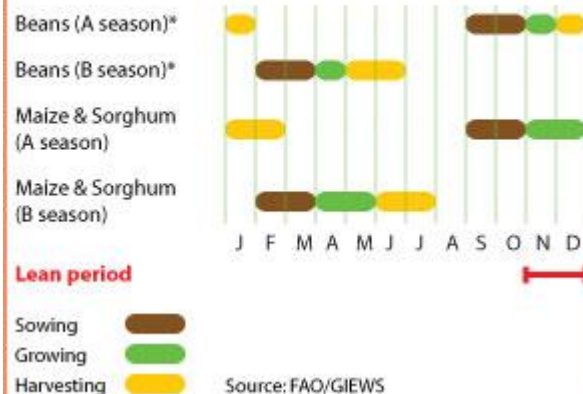 Beans (A season)*
Beans (B season)*
Maize & Sorghum
(A season)
Maize & Sorghum
(B season)
J F M A M J J A S O N D
Lean period
Sowing
Growing
Harvesting
Source: FAO/GIEWS